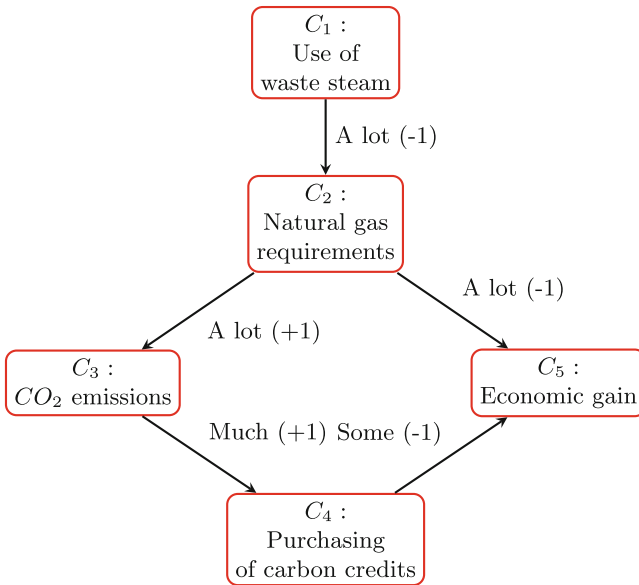 C₁ :
Use of
waste steam
A lot (-1)
C₂ :
Natural gas
requirements
A lot (-1)
A lot (+1)
C₃ :
CO₂ emissions
C₅ :
Economic gain
Much (+1) Some (-1)
C₄ :
Purchasing
of carbon credits